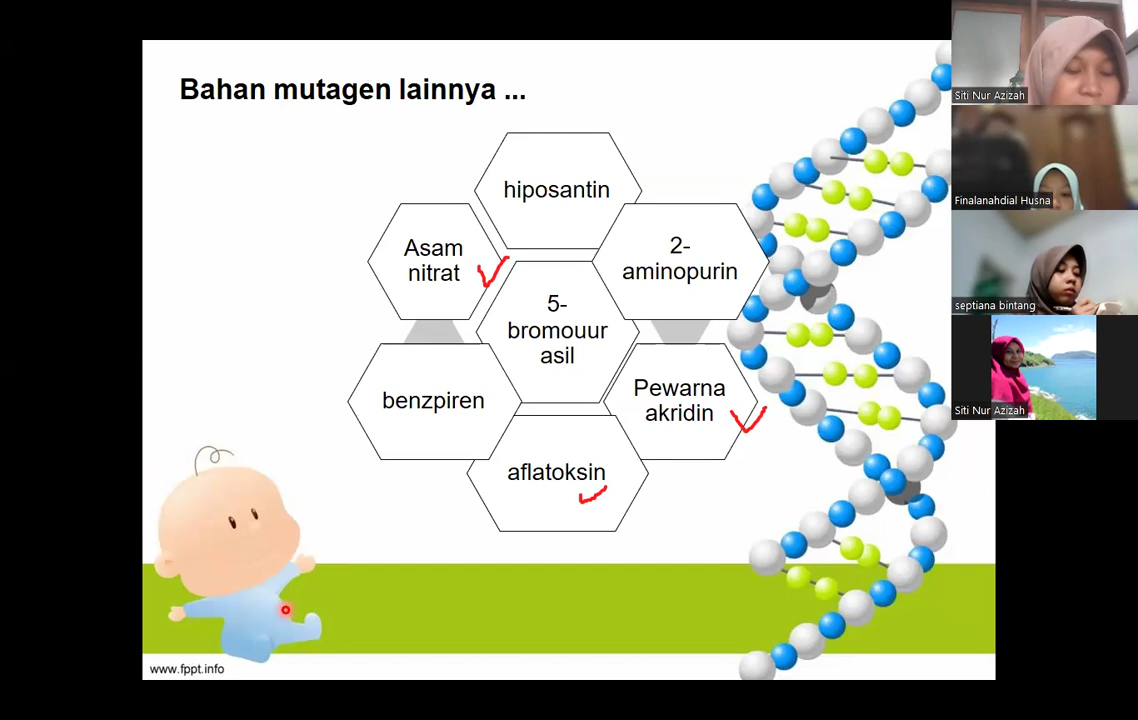 Bahan mutagen lainnya ...
hiposantin
Asam
nitrat
2-
aminopurin
5-
bromouur
asil
benzpiren
Pewarna
akridin
aflatoksin
www.fppt.info
Siti Nur Azizah
Finalanahdial Husna
septiana bintang
Siti Nur Azizah